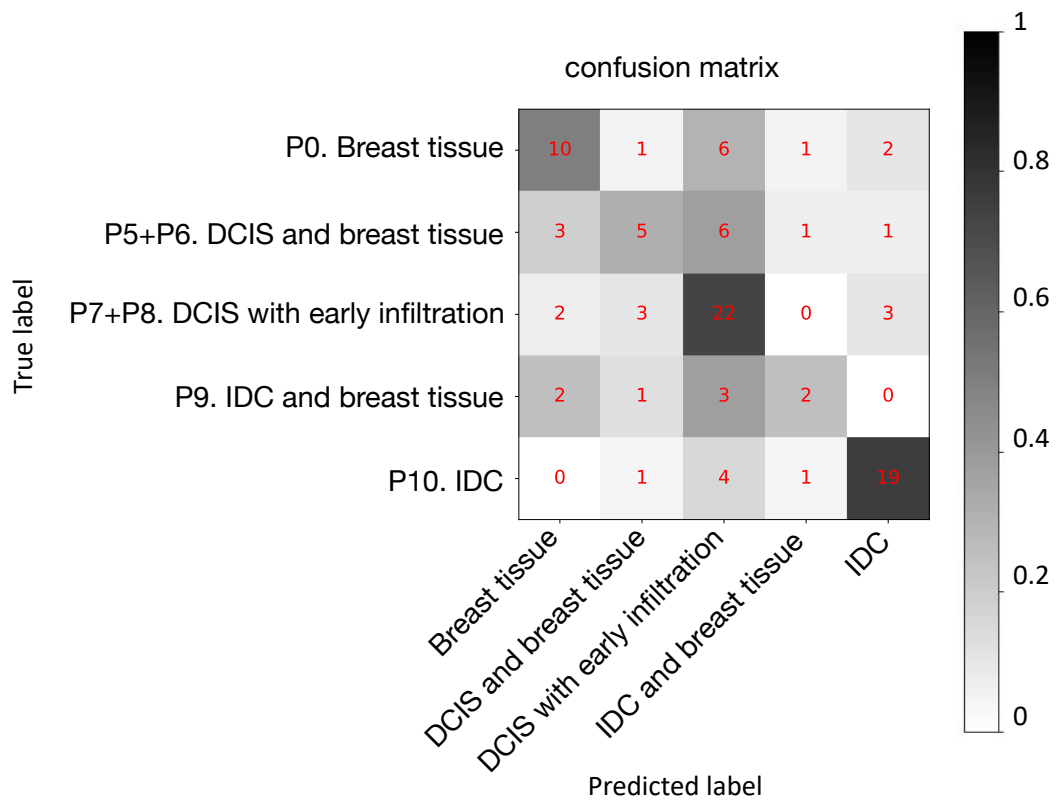 confusion matrix
1
0.8
0.6
0.4
0.2
0
True label
P0. Breast tissue 10 1 6 1 2
P5+P6. DCIS and breast tissue 3 5 6 1 1
P7+P8. DCIS with early infiltration 2 3 22 0 3
P9. IDC and breast tissue 2 1 3 2 0
P10. IDC 0 1 4 1 19
Breast tissue
DCIS and breast tissue
DCIS with early infiltration
IDC and breast tissue
IDC
Predicted label